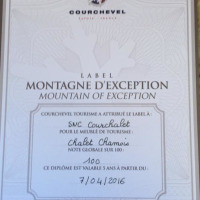 COURCHEVEL
LABEL
MONTAGNE D'EXCEPTION
MOUNTAIN OF EXCEPTION
COURCHEVEL TOURISME A ATTRIBUÉ LE LABEL À :
SNC Courchalet
POUR LE MEUBLÉ DE TOURISME :
Chalet Chamois
NOTE GLOBALE SUR 100 :
100
CE DIPLÔME EST VALABLE 5 ANS À PARTIR DU :
7/04/2016